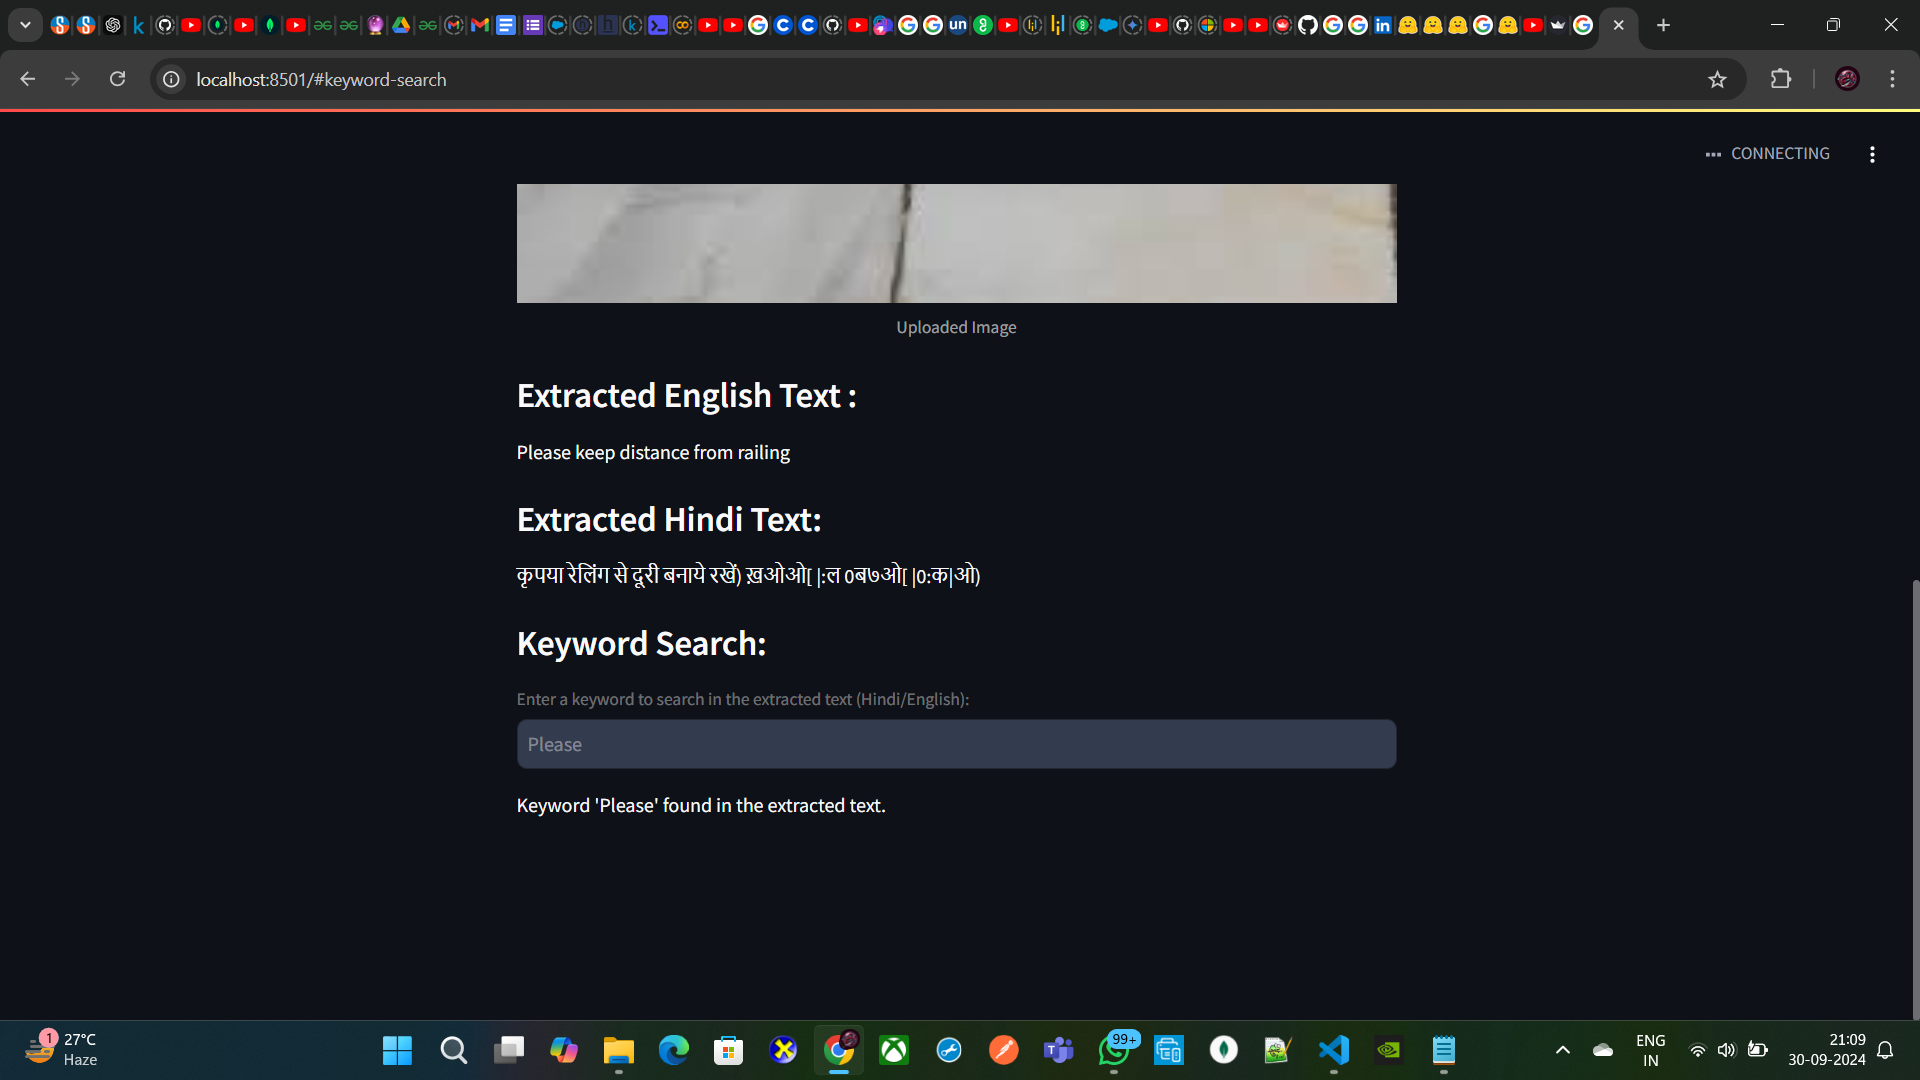 localhost:8501/#keyword-search
CONNECTING
Uploaded Image
Extracted English Text :
Please keep distance from railing
Extracted Hindi Text:
कृपया रेलिंग से दूरी बनाये रखें) ख़ओओ[ |:ल 0ब७ओ[ |0:क|ओ)
Keyword Search:
Enter a keyword to search in the extracted text (Hindi/English):
Please
Keyword 'Please' found in the extracted text.
1
27°C
Haze
99+
ENG
IN
21:09
30-09-2024